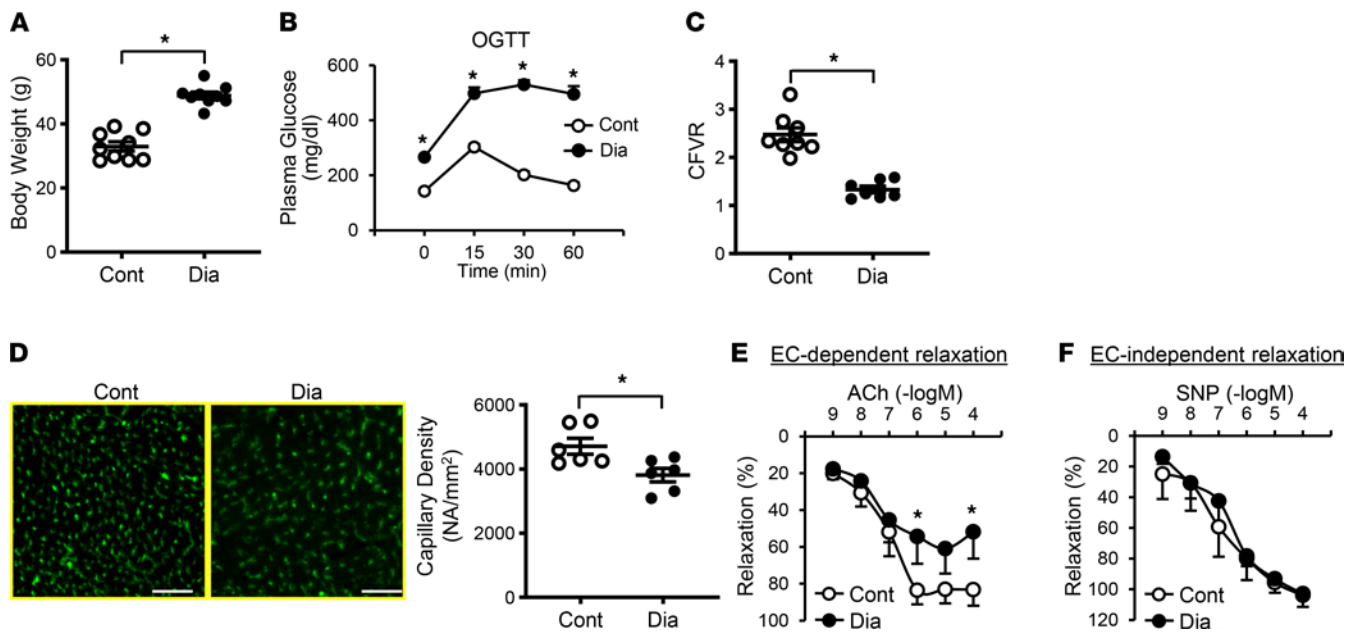 A
Body Weight (g)
60
40
20
0
*
Cont
Dia
B
OGTT
Plasma Glucose
(mg/dl)
600
400
200
0
*
*
*
*
Cont
Dia
0
15
30
60
Time (min)
C
CFVR
4
3
2
1
0
*
Cont
Dia
D
Cont
Dia
Capillary Density
(NA/mm²)
6000
4000
2000
0
*
Cont
Dia
E
EC-dependent relaxation
ACh (-logM)
9 8 7 6 5 4
Relaxation (%)
0
20
40
60
80
100
*
*
Cont
Dia
F
EC-independent relaxation
SNP (-logM)
9 8 7 6 5 4
Relaxation (%)
0
20
40
60
80
100
120
Cont
Dia